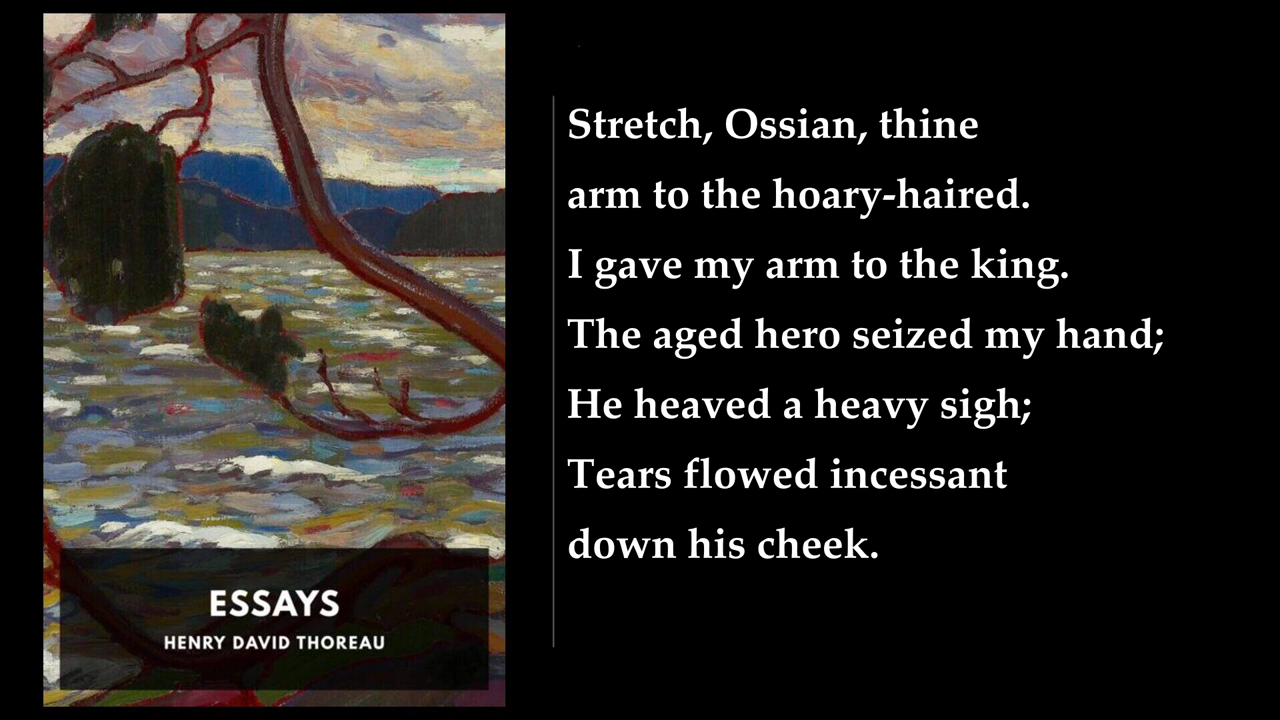 ESSAYS
HENRY DAVID THOREAU
Stretch, Ossian, thine
arm to the hoary-haired.
I gave my arm to the king.
The aged hero seized my hand;
He heaved a heavy sigh;
Tears flowed incessant
down his cheek.